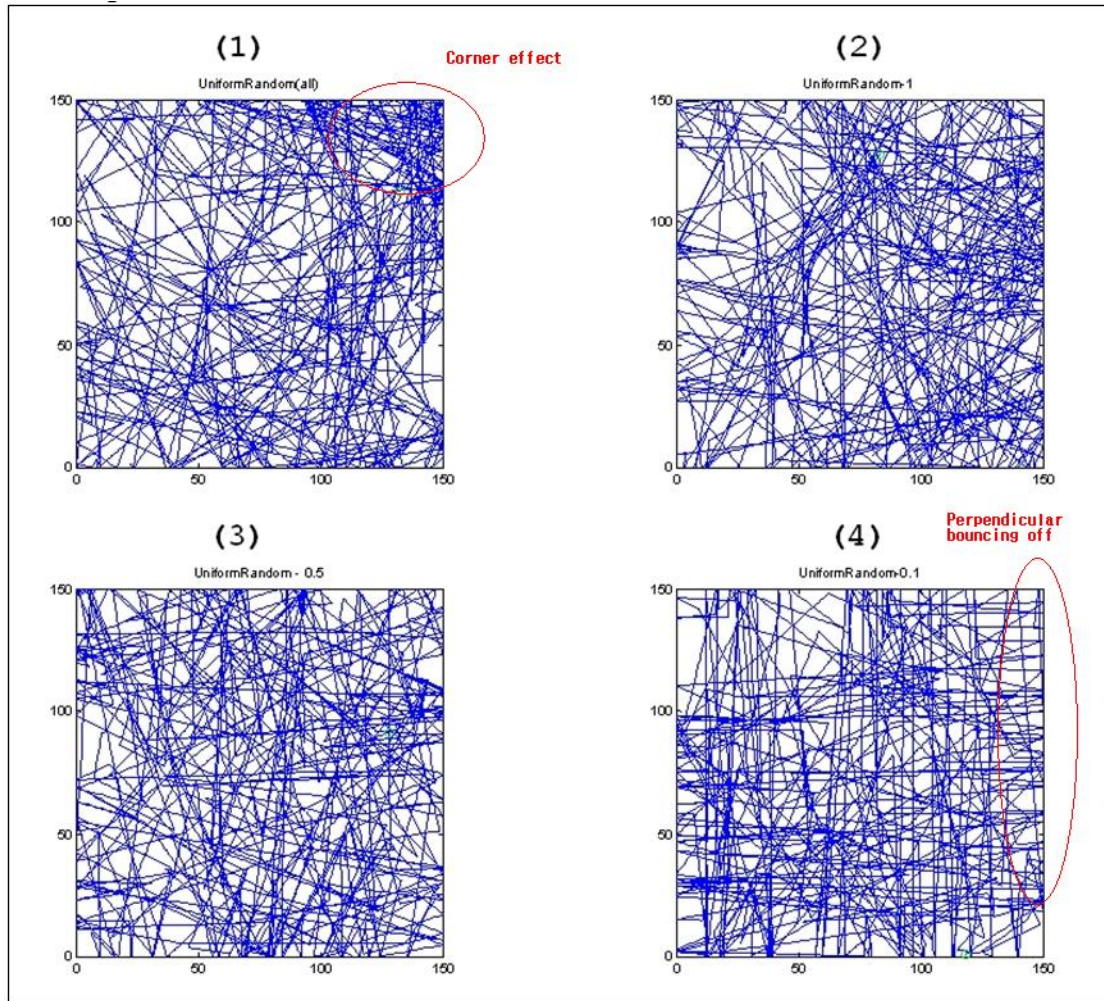 (1)
Corner effect
(2)
UniformRandom(all)
UniformRandom-1
150
100
50
0
0 50 100 150
150
100
50
0
0 50 100 150
(3)
(4)
Perpendicular
bouncing off
UniformRandom - 0.5
UniformRandom-0.1
150
100
50
0
0 50 100 150
150
100
50
0
0 50 100 150